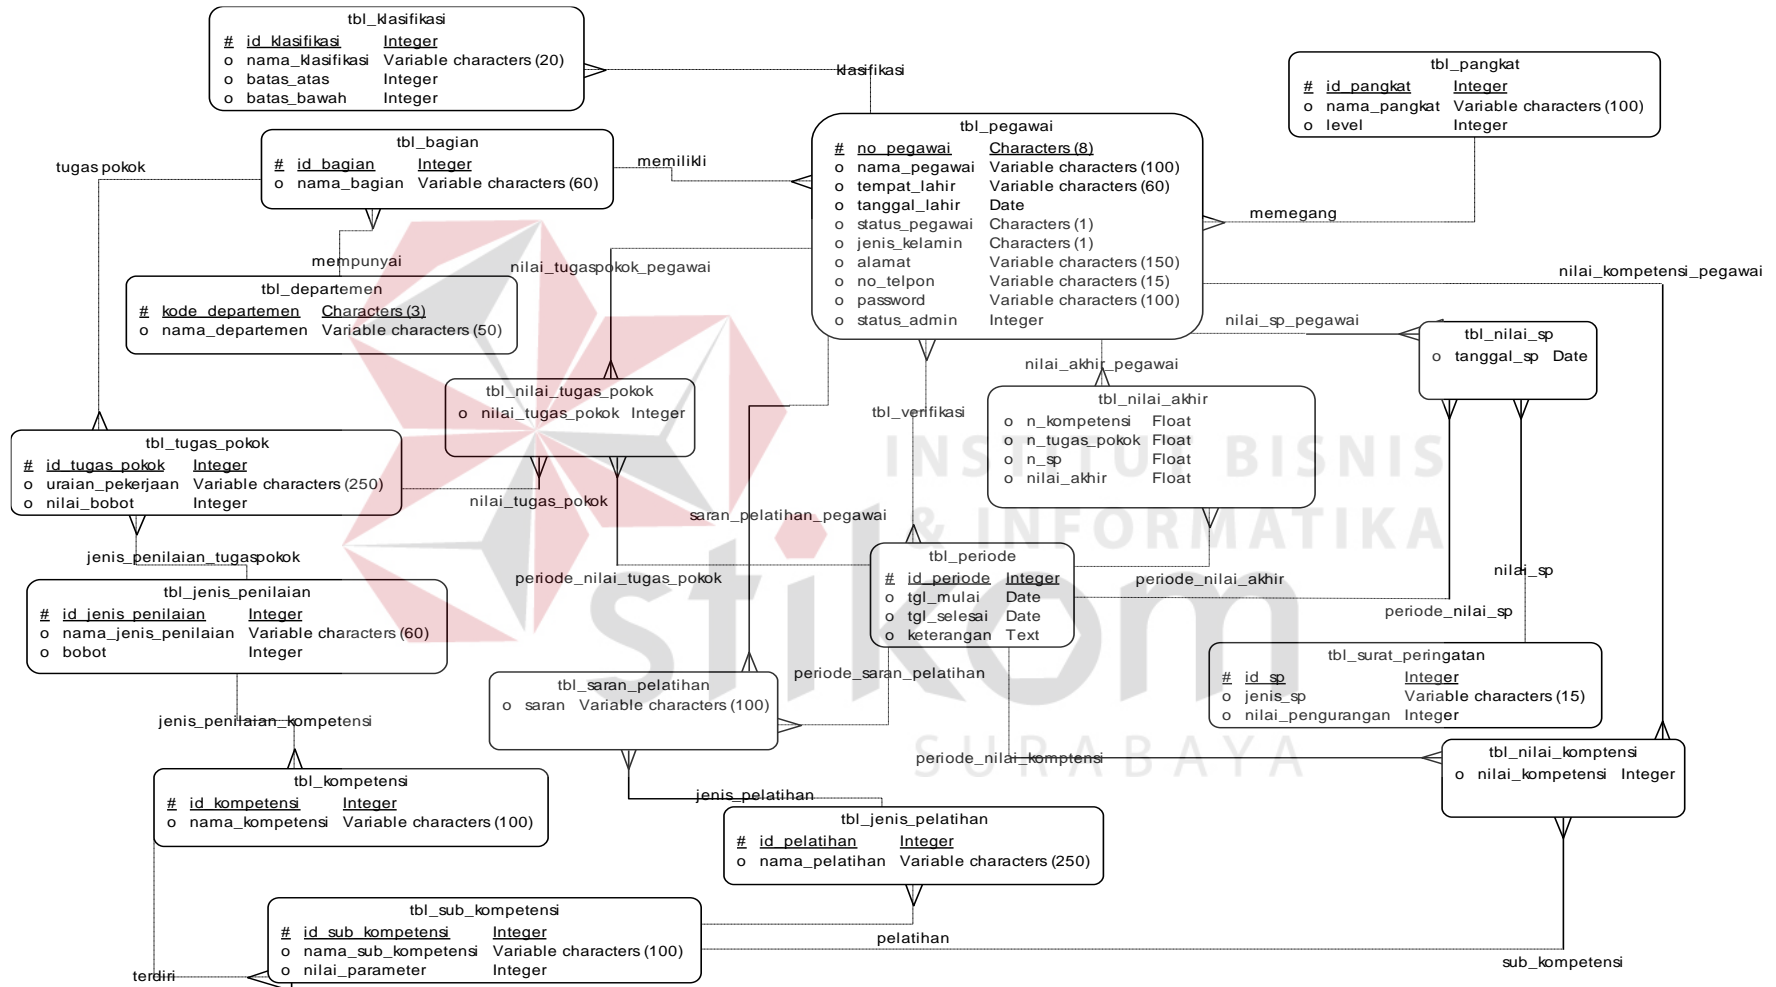 tbl_klasifikasi
# id_klasifikasi Integer
o nama_klasifikasi Variable characters (20)
o batas_atas Integer
o batas_bawah Integer
klasifikasi
tbl_pangkat
# id_pangkat Integer
o nama_pangkat Variable characters (100)
o level Integer
tbl_bagian
# id_bagian Integer
o nama_bagian Variable characters (60)
tugas pokok
memilikli
tbl_pegawai
# no_pegawai Characters (8)
o nama_pegawai Variable characters (100)
o tempat_lahir Variable characters (60)
o tanggal_lahir Date
o status_pegawai Characters (1)
o jenis_kelamin Characters (1)
o alamat Variable characters (150)
o no_telpon Variable characters (15)
o password Variable characters (100)
o status_admin Integer
memegang
mempunyai
nilai_tugaspokok_pegawai
nilai_kompetensi_pegawai
tbl_departemen
# kode_departemen Characters (3)
o nama_departemen Variable characters (50)
nilai_sp_pegawai
tbl_nilai_sp
o tanggal_sp Date
nilai_akhir_pegawai
tbl_nilai_tugas_pokok
o nilai_tugas_pokok Integer
tbl_verifikasi
tbl_nilai_akhir
o n_kompetensi Float
o n_tugas_pokok Float
o n_sp Float
o nilai_akhir Float
INSTITUT BISNIS
& INFORMATIKA
stikom
SURABAYA
tbl_tugas_pokok
# id_tugas_pokok Integer
o uraian_pekerjaan Variable characters (250)
o nilai_bobot Integer
nilai_tugas_pokok
saran_pelatihan_pegawai
jenis_penilaian_tugaspokok
periode_nilai_tugas_pokok
tbl_periode
# id_periode Integer
o tgl_mulai Date
o tgl_selesai Date
o keterangan Text
periode_nilai_akhir
nilai_sp
periode_nilai_sp
tbl_jenis_penilaian
# id_jenis_penilaian Integer
o nama_jenis_penilaian Variable characters (60)
o bobot Integer
tbl_surat_peringatan
# id_sp Integer
o jenis_sp Variable characters (15)
o nilai_pengurangan Integer
periode_saran_pelatihan
tbl_saran_pelatihan
o saran Variable characters (100)
jenis_penilaian_kompetensi
periode_nilai_komptensi
tbl_nilai_komptensi
o nilai_kompetensi Integer
tbl_kompetensi
# id_kompetensi Integer
o nama_kompetensi Variable characters (100)
jenis_pelatihan
tbl_jenis_pelatihan
# id_pelatihan Integer
o nama_pelatihan Variable characters (250)
tbl_sub_kompetensi
# id_sub_kompetensi Integer
o nama_sub_kompetensi Variable characters (100)
o nilai_parameter Integer
pelatihan
sub_kompetensi
terdiri